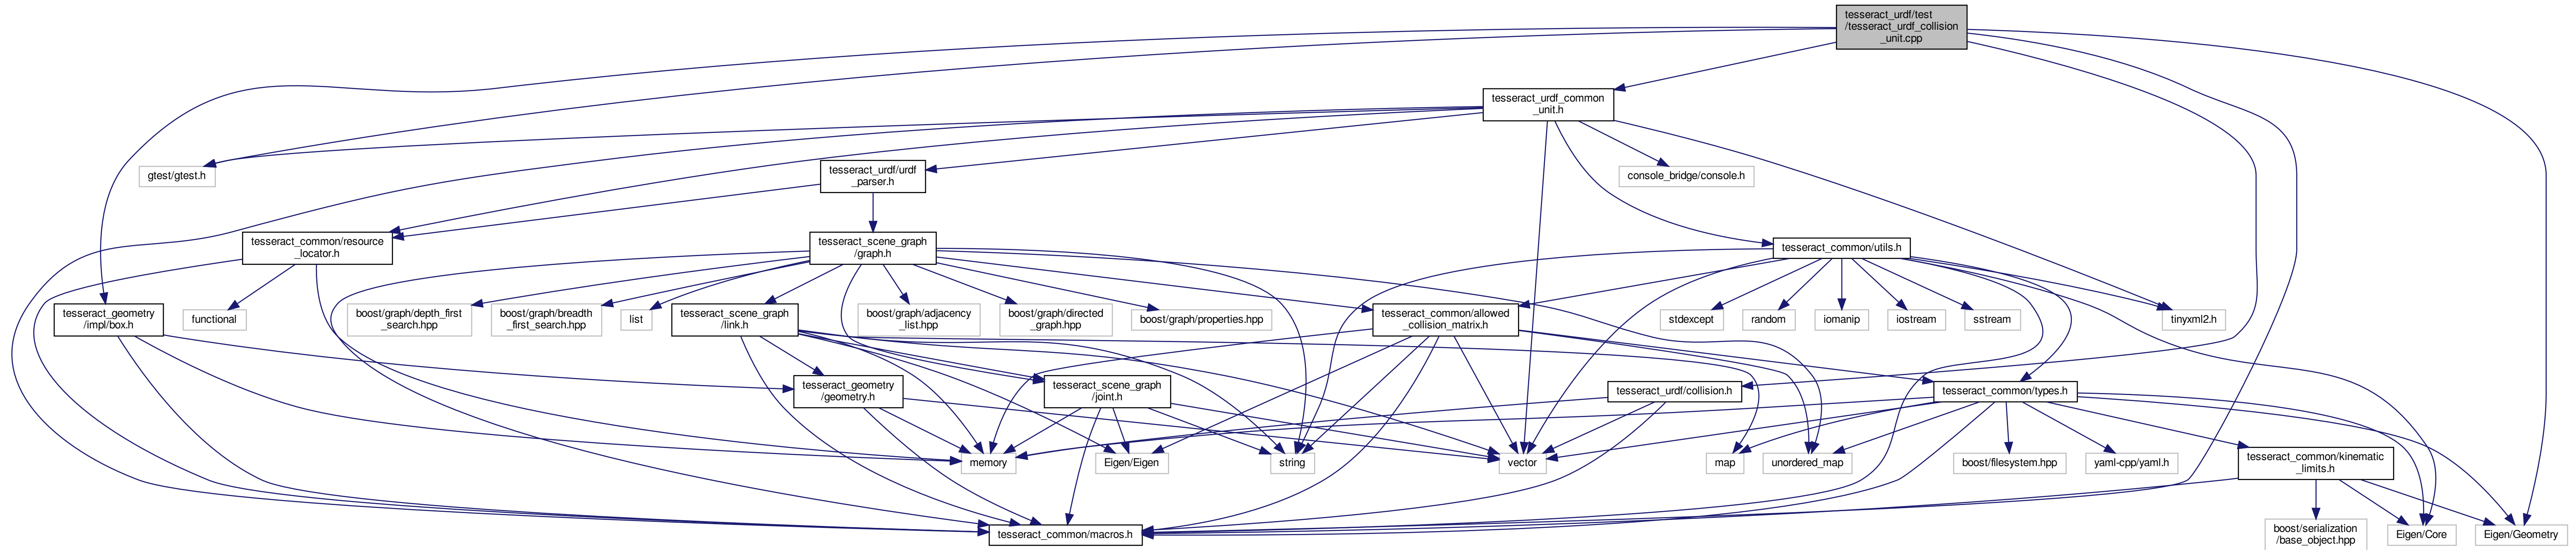 tesseract_urdf/test
/tesseract_urdf_collision
_unit.cpp
tesseract_urdf_common
_unit.h
gtest/gtest.h
tesseract_urdf/urdf
_parser.h
console_bridge/console.h
tesseract_common/resource
_locator.h
tesseract_scene_graph
/graph.h
tesseract_common/utils.h
tesseract_geometry
/impl/box.h
functional
boost/graph/depth_first
_search.hpp
boost/graph/breadth
_first_search.hpp
list
tesseract_scene_graph
/link.h
boost/graph/adjacency
_list.hpp
boost/graph/directed
_graph.hpp
boost/graph/properties.hpp
tesseract_common/allowed
_collision_matrix.h
stdexcept
random
iomanip
iostream
sstream
tinyxml2.h
tesseract_geometry
/geometry.h
tesseract_scene_graph
/joint.h
tesseract_urdf/collision.h
tesseract_common/types.h
memory
Eigen/Eigen
string
vector
map
unordered_map
boost/filesystem.hpp
yaml-cpp/yaml.h
tesseract_common/kinematic
_limits.h
tesseract_common/macros.h
boost/serialization
/base_object.hpp
Eigen/Core
Eigen/Geometry